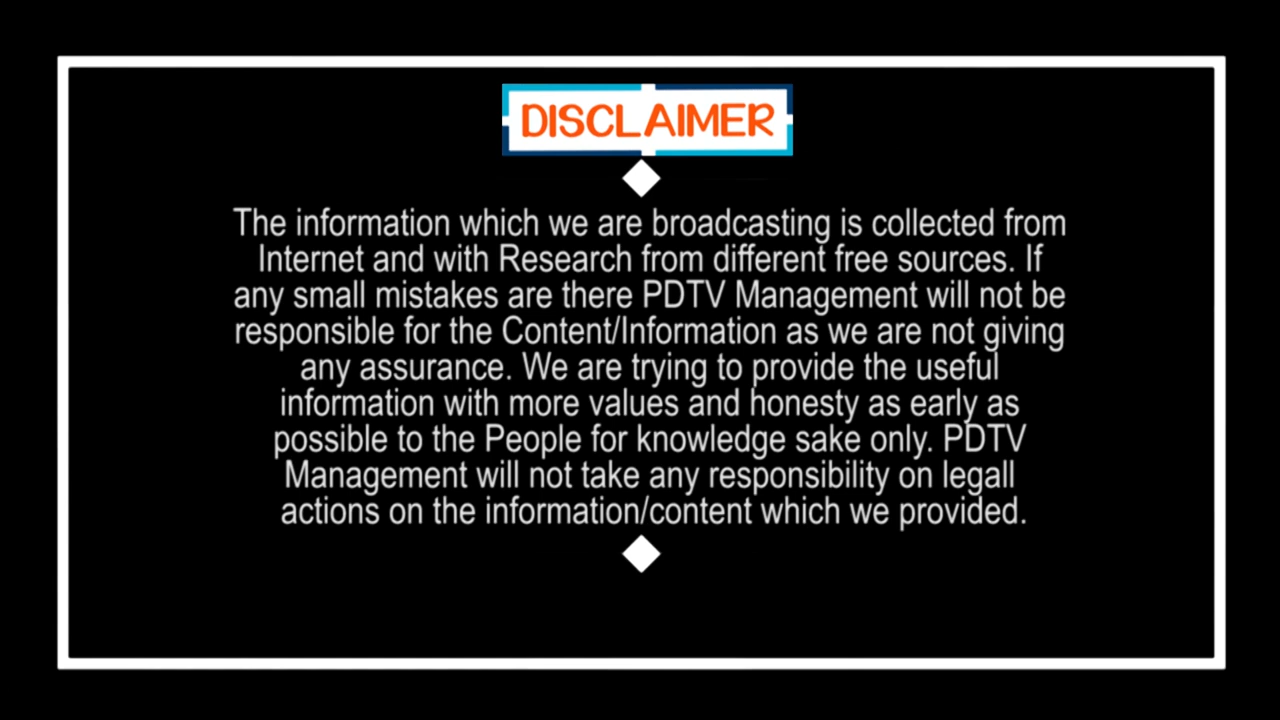 DISCLAIMER
The information which we are broadcasting is collected from
Internet and with Research from different free sources. If
any small mistakes are there PDTV Management will not be
responsible for the Content/Information as we are not giving
any assurance. We are trying to provide the useful
information with more values and honesty as early as
possible to the People for knowledge sake only. PDTV
Management will not take any responsibility on legall
actions on the information/content which we provided.